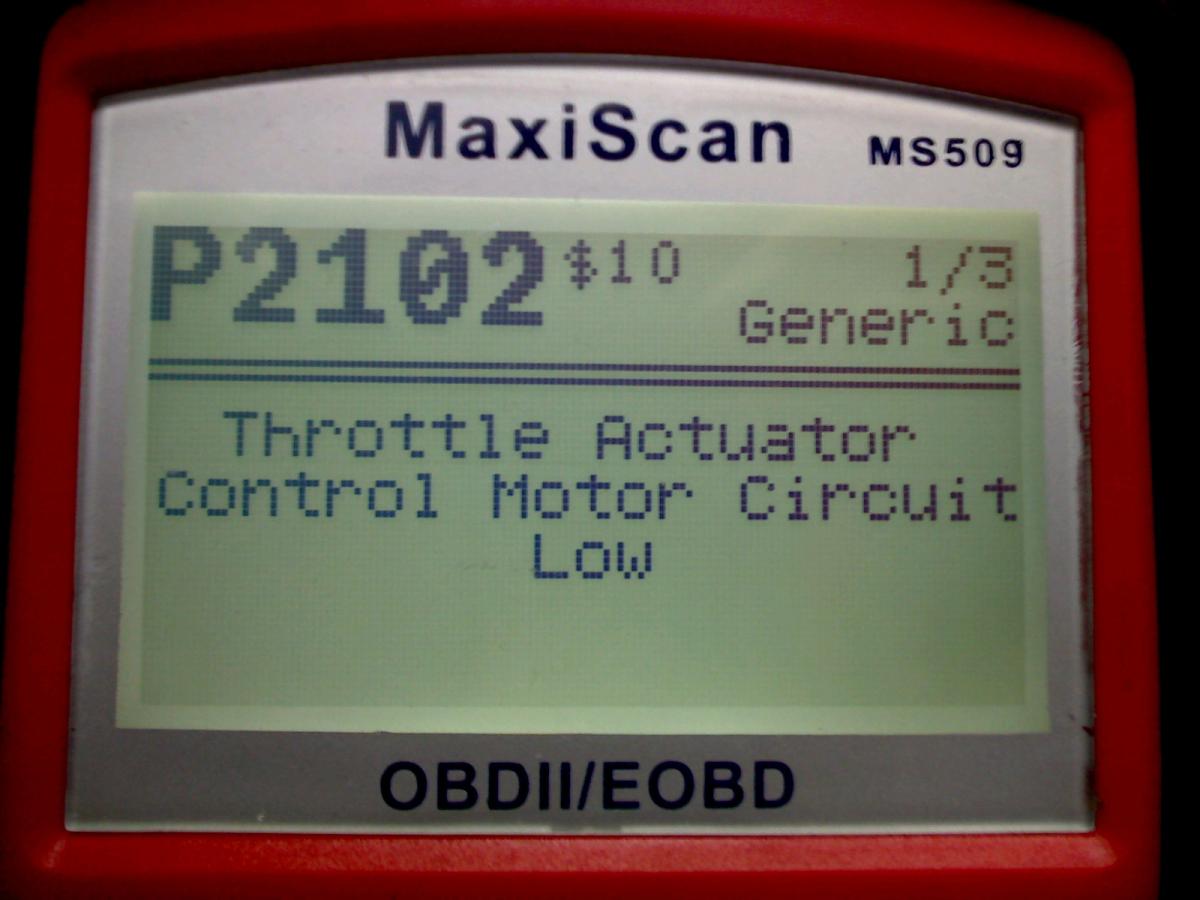 MaxiScan MS509
P2102 $10 1/3
Generic
Throttle Actuator
Control Motor Circuit
Low
OBDII/EOBD